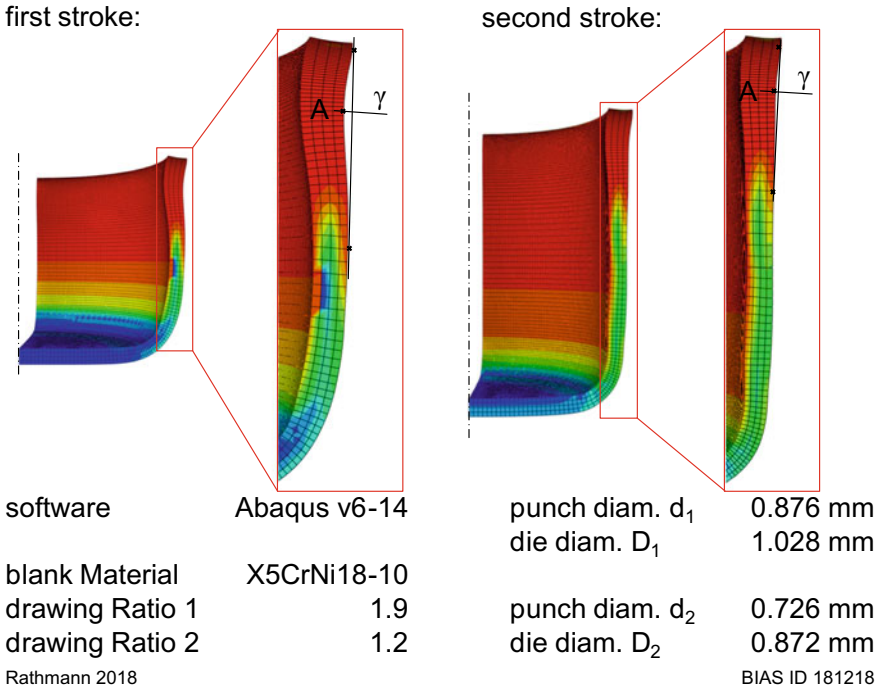 first stroke:
second stroke:
A γ
A γ
software Abaqus v6-14
blank Material X5CrNi18-10
drawing Ratio 1 1.9
drawing Ratio 2 1.2
punch diam. d₁ 0.876 mm
die diam. D₁ 1.028 mm
punch diam. d₂ 0.726 mm
die diam. D₂ 0.872 mm
Rathmann 2018
BIAS ID 181218